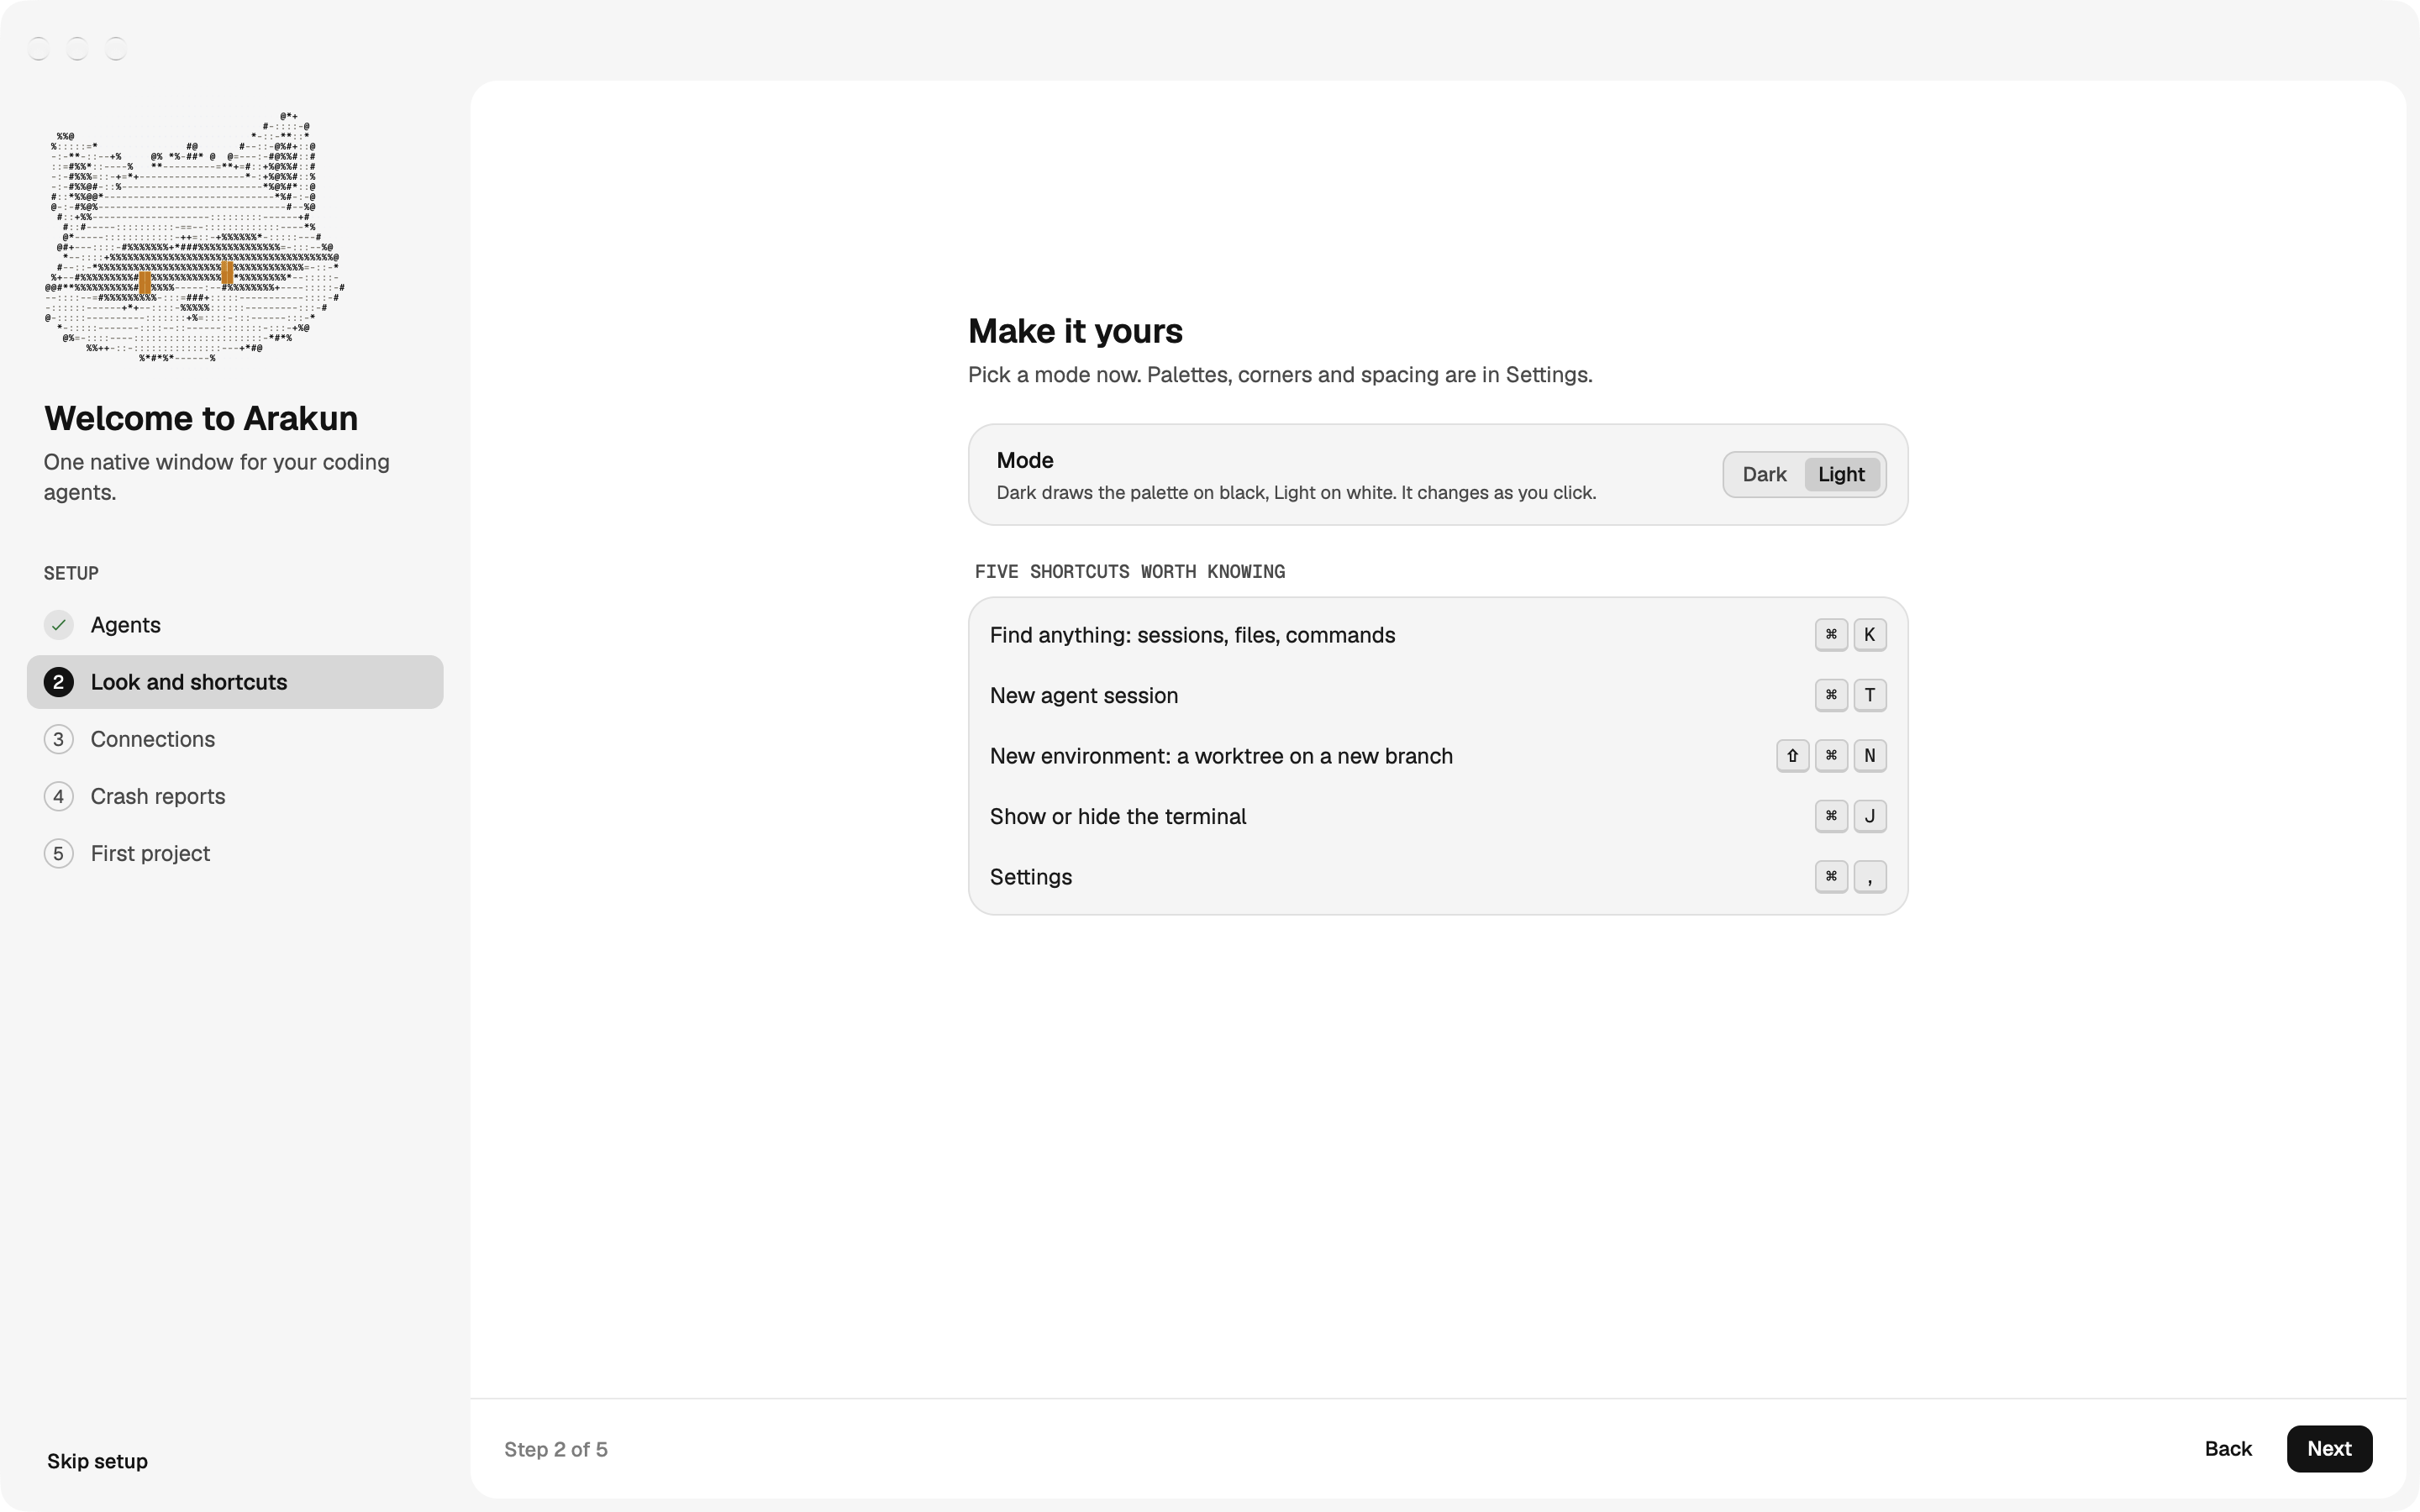 Welcome to Arakun
One native window for your coding
agents.
SETUP
Agents
2 Look and shortcuts
3 Connections
4 Crash reports
5 First project
Skip setup
Make it yours
Pick a mode now. Palettes, corners and spacing are in Settings.
Mode
Dark draws the palette on black, Light on white. It changes as you click.
Dark Light
FIVE SHORTCUTS WORTH KNOWING
Find anything: sessions, files, commands ⌘ K
New agent session ⌘ T
New environment: a worktree on a new branch ⇧ ⌘ N
Show or hide the terminal ⌘ J
Settings ⌘ ,
Step 2 of 5
Back Next